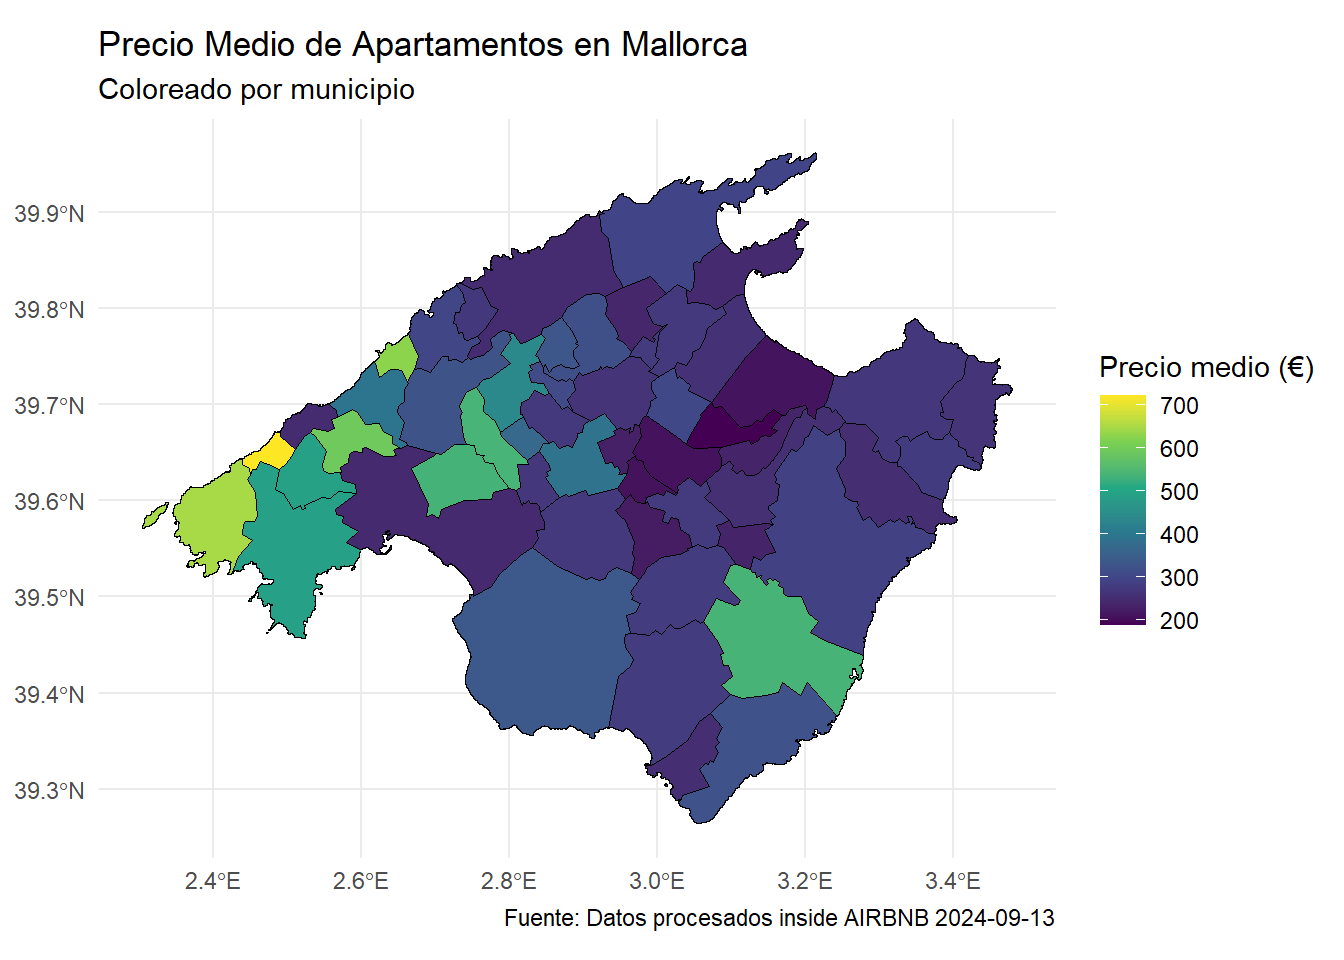 Precio Medio de Apartamentos en Mallorca
Coloreado por municipio
39.9°N
39.8°N
39.7°N
39.6°N
39.5°N
39.4°N
39.3°N
2.4°E
2.6°E
2.8°E
3.0°E
3.2°E
3.4°E
Precio medio (€)
700
600
500
400
300
200
Fuente: Datos procesados inside AIRBNB 2024-09-13